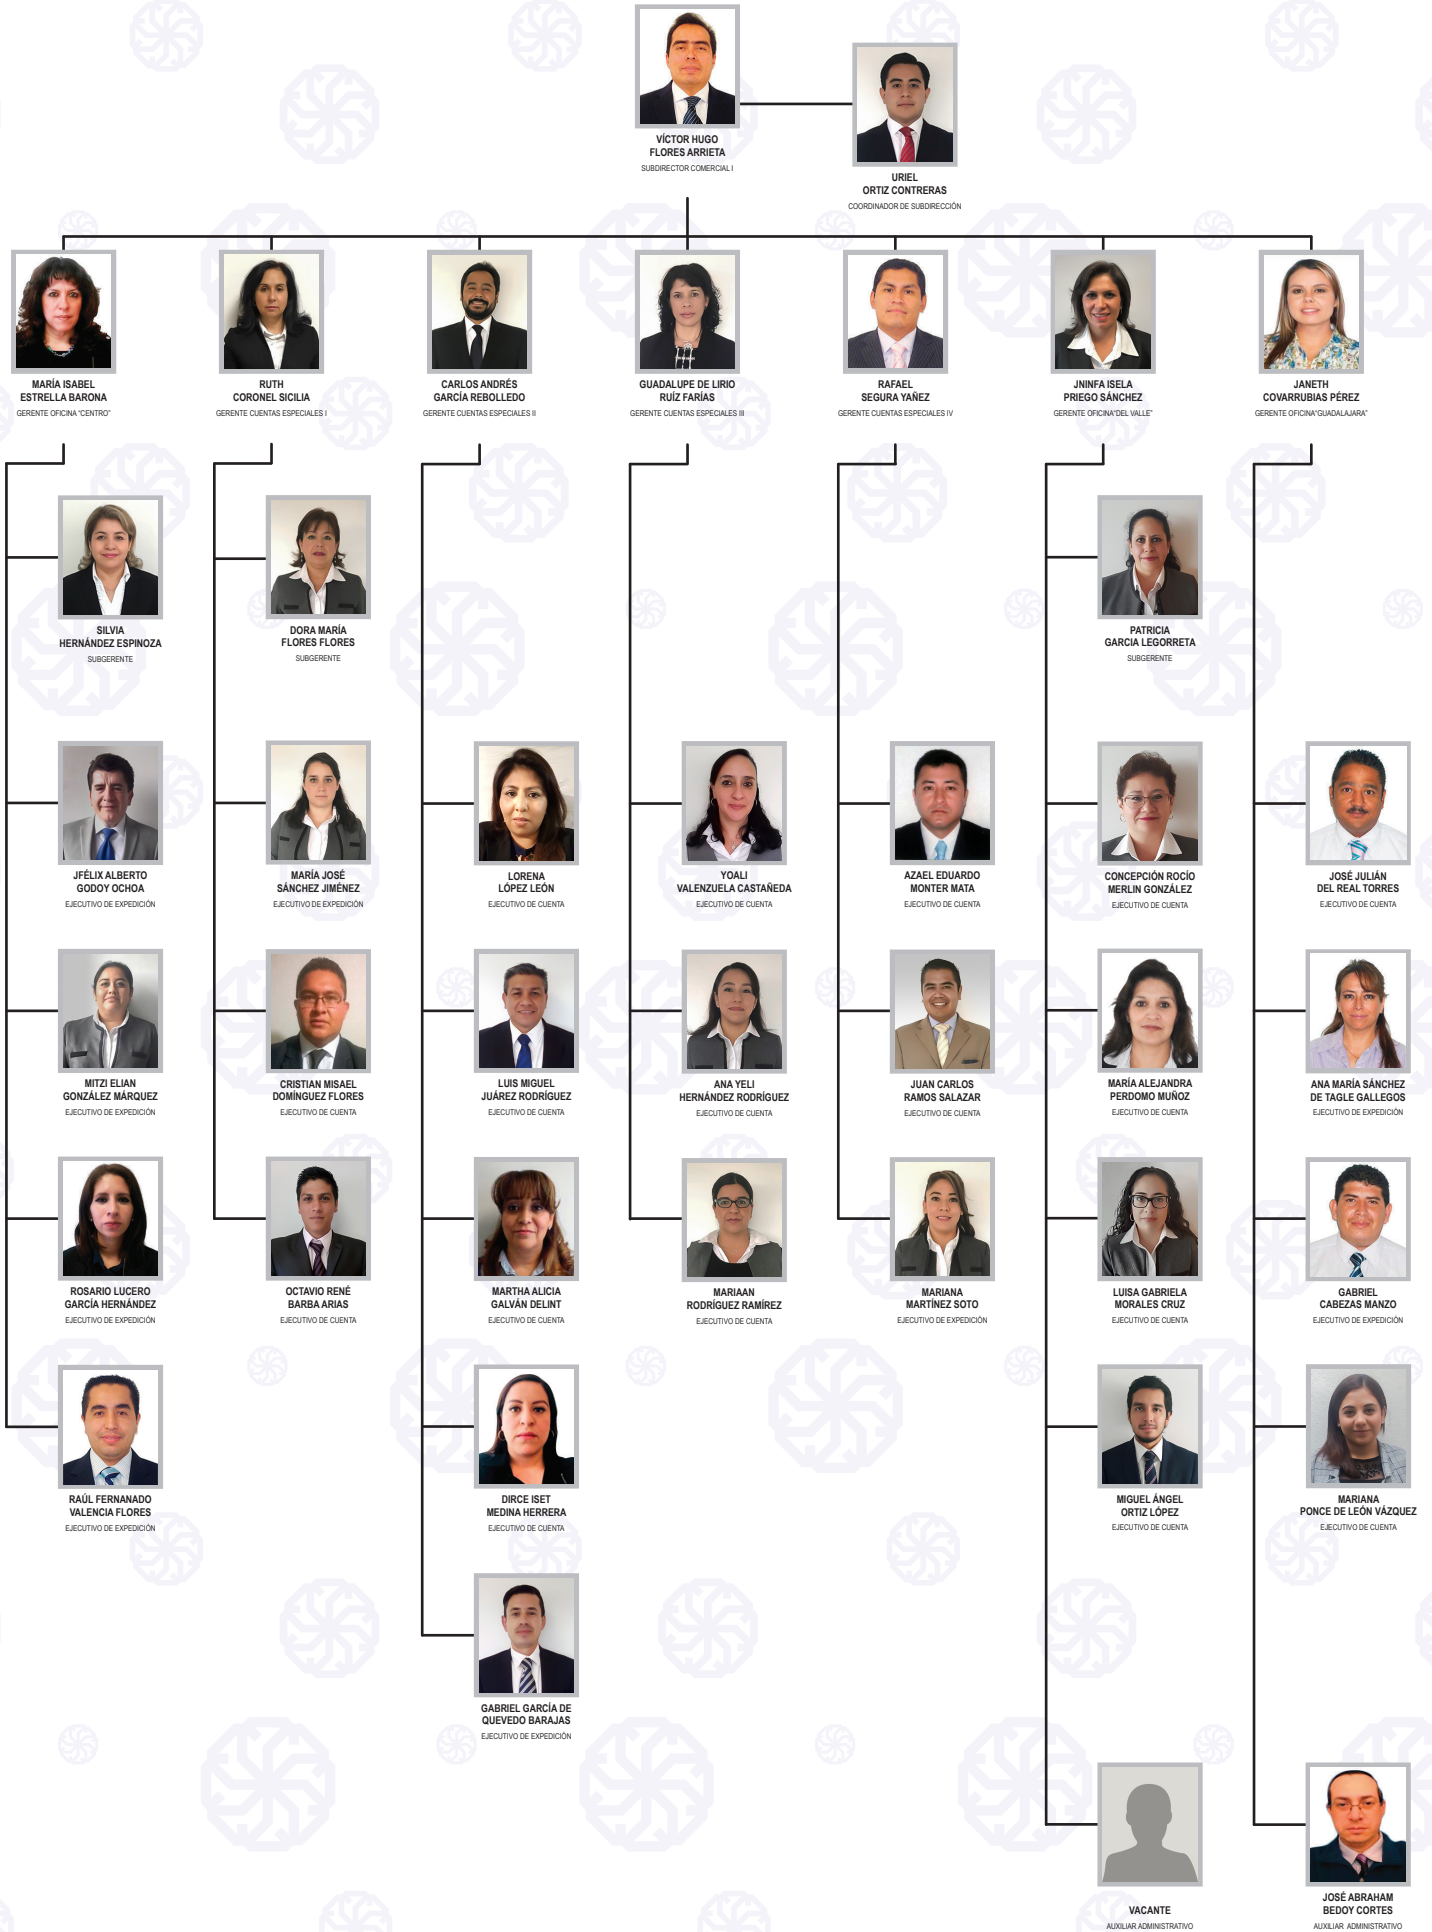 VÍCTOR HUGO
FLORES ARRIETA
SUBDIRECTOR COMERCIAL I
URIEL
ORTIZ CONTRERAS
COORDINADOR DE SUBDIRECCIÓN
MARÍA ISABEL
ESTRELLA BARONA
GERENTE OFICINA "CENTRO"
RUTH
CORONEL SICILIA
GERENTE CUENTAS ESPECIALES I
CARLOS ANDRÉS
GARCÍA REBOLLEDO
GERENTE CUENTAS ESPECIALES II
GUADALUPE DE LIRIO
RUÍZ FARÍAS
GERENTE CUENTAS ESPECIALES III
RAFAEL
SEGURA YAÑEZ
GERENTE CUENTAS ESPECIALES IV
JNINFA ISELA
PRIEGO SÁNCHEZ
GERENTE OFICINA"DEL VALLE"
JANETH
COVARRUBIAS PÉREZ
GERENTE OFICINA"GUADALAJARA"
SILVIA
HERNÁNDEZ ESPINOZA
SUBGERENTE
DORA MARÍA
FLORES FLORES
SUBGERENTE
PATRICIA
GARCIA LEGORRETA
SUBGERENTE
JFÉLIX ALBERTO
GODOY OCHOA
EJECUTIVO DE EXPEDICIÓN
MARÍA JOSÉ
SÁNCHEZ JIMÉNEZ
EJECUTIVO DE EXPEDICIÓN
LORENA
LÓPEZ LEÓN
EJECUTIVO DE CUENTA
YOALI
VALENZUELA CASTAÑEDA
EJECUTIVO DE CUENTA
AZAEL EDUARDO
MONTER MATA
EJECUTIVO DE CUENTA
CONCEPCIÓN ROCÍO
MERLIN GONZÁLEZ
EJECUTIVO DE CUENTA
JOSÉ JULIÁN
DEL REAL TORRES
EJECUTIVO DE CUENTA
MITZI ELIAN
GONZÁLEZ MÁRQUEZ
EJECUTIVO DE EXPEDICIÓN
CRISTIAN MISAEL
DOMÍNGUEZ FLORES
EJECUTIVO DE CUENTA
LUIS MIGUEL
JUÁREZ RODRÍGUEZ
EJECUTIVO DE CUENTA
ANA YELI
HERNÁNDEZ RODRÍGUEZ
EJECUTIVO DE CUENTA
JUAN CARLOS
RAMOS SALAZAR
EJECUTIVO DE CUENTA
MARÍA ALEJANDRA
PERDOMO MUÑOZ
EJECUTIVO DE CUENTA
ANA MARÍA SÁNCHEZ
DE TAGLE GALLEGOS
EJECUTIVO DE EXPEDICIÓN
ROSARIO LUCERO
GARCÍA HERNÁNDEZ
EJECUTIVO DE EXPEDICIÓN
OCTAVIO RENÉ
BARBA ARIAS
EJECUTIVO DE CUENTA
MARTHA ALICIA
GALVÁN DELINT
EJECUTIVO DE CUENTA
MARIAAN
RODRÍGUEZ RAMÍREZ
EJECUTIVO DE CUENTA
MARIANA
MARTÍNEZ SOTO
EJECUTIVO DE EXPEDICIÓN
LUISA GABRIELA
MORALES CRUZ
EJECUTIVO DE CUENTA
GABRIEL
CABEZAS MANZO
EJECUTIVO DE EXPEDICIÓN
RAÚL FERNANADO
VALENCIA FLORES
EJECUTIVO DE EXPEDICIÓN
DIRCE ISET
MEDINA HERRERA
EJECUTIVO DE CUENTA
MIGUEL ÁNGEL
ORTIZ LÓPEZ
EJECUTIVO DE CUENTA
MARIANA
PONCE DE LEÓN VÁZQUEZ
EJECUTIVO DE CUENTA
GABRIEL GARCÍA DE
QUEVEDO BARAJAS
EJECUTIVO DE EXPEDICIÓN
VACANTE
AUXILIAR ADMINISTRATIVO
JOSÉ ABRAHAM
BEDOY CORTES
AUXILIAR ADMINISTRATIVO